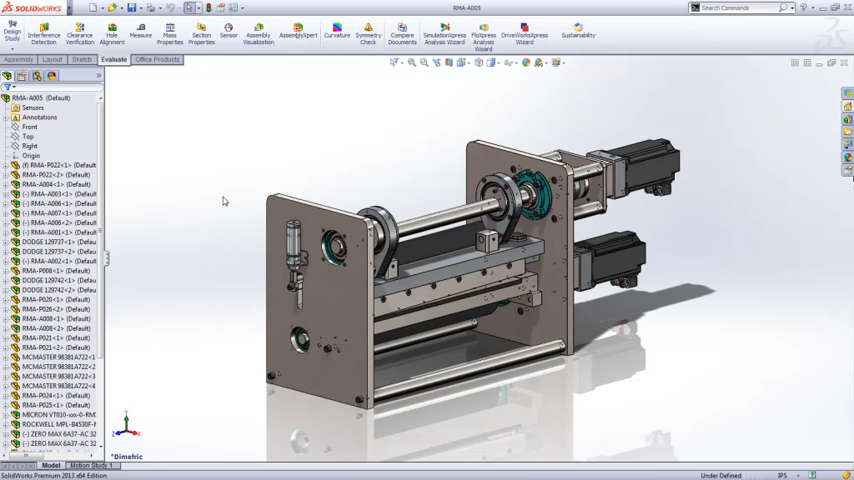 SOLIDWORKS
RMA-A005
Search Commands
Design Study
Interference Detection
Clearance Verification
Hole Alignment
Measure
Mass Properties
Section Properties
Sensor
Assembly Visualization
AssemblyXpert
Curvature
Symmetry Check
Compare Documents
SimulationXpress Analysis Wizard
FloXpress Analysis Wizard
DriveWorksXpress Wizard
Sustainability
Assembly
Layout
Sketch
Evaluate
Office Products
RMA-A005 (Default)
Sensors
Annotations
Front
Top
Right
Origin
(f) RMA-P022<1> (Default
RMA-P022<2> (Default
RMA-A004<1> (Default
(-) RMA-A003<1> (Default
(-) RMA-A006<1> (Default
(-) RMA-A007<1> (Default
(-) RMA-A006<2> (Default
(-) RMA-A001<1> (Default
DODGE 129737<1> (Default
DODGE 129737<2> (Default
(-) RMA-A002<1> (Default
DODGE 129742<1> (Default
RMA-P008<1> (Default)
DODGE 129742<2> (Default
RMA-P020<1> (Default)
RMA-P026<2> (Default)
RMA-A008<1> (Default)
RMA-A008<2> (Default)
RMA-P021<1> (Default)
RMA-P021<2> (Default)
MCMASTER 98381A722<1
MCMASTER 98381A722<2
MCMASTER 98381A722<3
MCMASTER 98381A722<4
RMA-P024<1> (Default)
RMA-P025<1> (Default)
MICRON VT010-xxx-0-RM
ROCKWELL MPL-B4530F-M
(-) ZERO MAX 6A37-AC 32
(-) ZERO MAX 6A37-AC 32
Y
X
Z
*Dimetric
Model
Motion Study 1
SolidWorks Premium 2013 x64 Edition
Under Defined
IPS